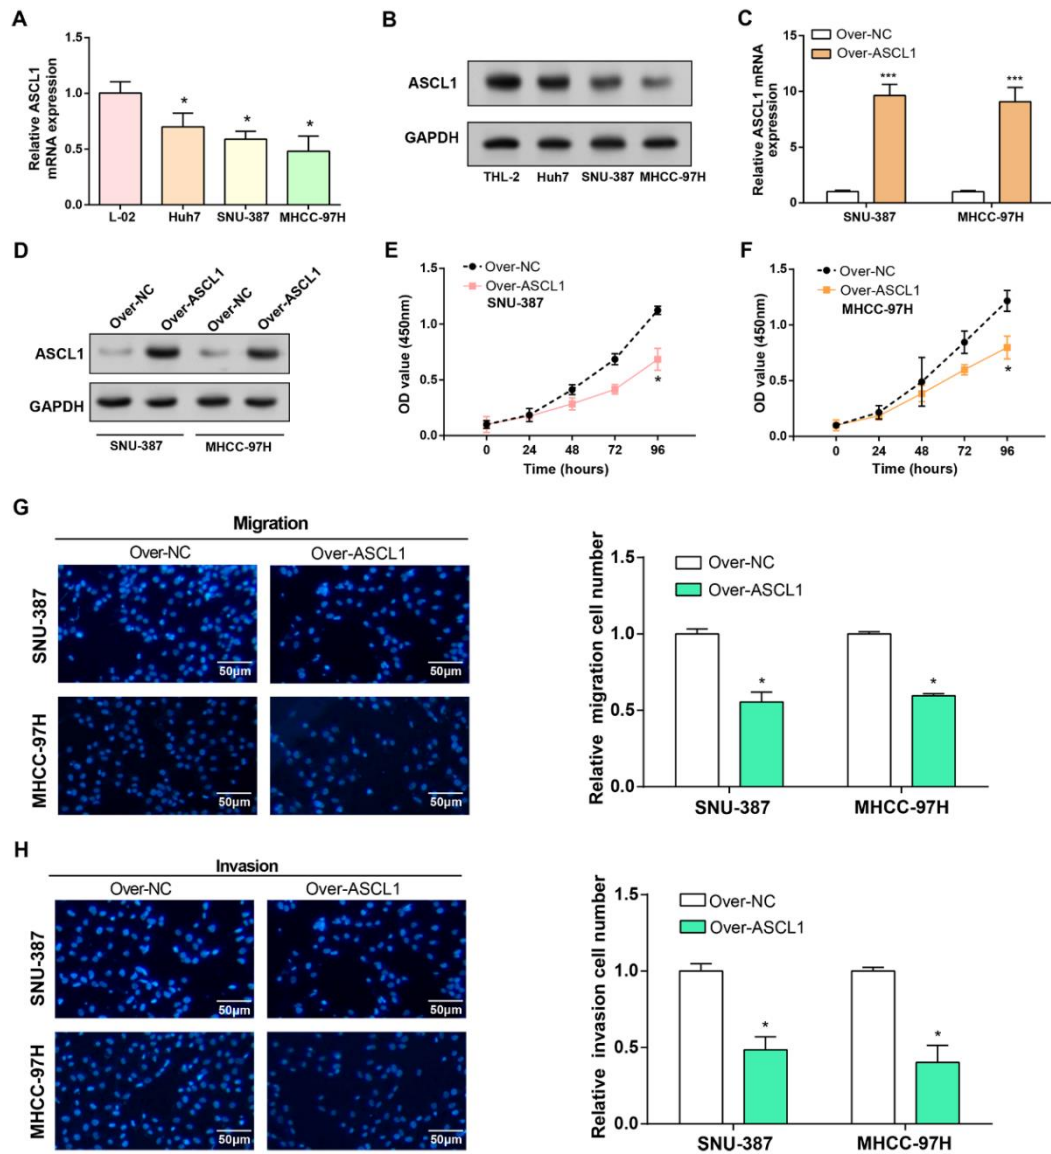 A
Relative ASCL1
mRNA expression
1.5
1.0
0.5
0.0
* * *
L-02 Huh7 SNU-387 MHCC-97H
B
ASCL1
GAPDH
THL-2 Huh7 SNU-387 MHCC-97H
C
Over-NC
Over-ASCL1
Relative ASCL1 mRNA
expression
15
10
5
0
*** ***
SNU-387 MHCC-97H
D
Over-NC Over-ASCL1 Over-NC Over-ASCL1
ASCL1
GAPDH
SNU-387 MHCC-97H
E
Over-NC
Over-ASCL1
SNU-387
OD value (450nm)
1.5
1.0
0.5
0.0
*
0 24 48 72 96
Time (hours)
F
Over-NC
Over-ASCL1
MHCC-97H
OD value (450nm)
1.5
1.0
0.5
0.0
*
0 24 48 72 96
Time (hours)
G
Migration
Over-NC Over-ASCL1
SNU-387
50μm 50μm
MHCC-97H
50μm 50μm
Over-NC
Over-ASCL1
Relative migration cell number
1.5
1.0
0.5
0.0
* *
SNU-387 MHCC-97H
H
Invasion
Over-NC Over-ASCL1
SNU-387
50μm 50μm
MHCC-97H
50μm 50μm
Over-NC
Over-ASCL1
Relative invasion cell number
1.5
1.0
0.5
0.0
* *
SNU-387 MHCC-97H